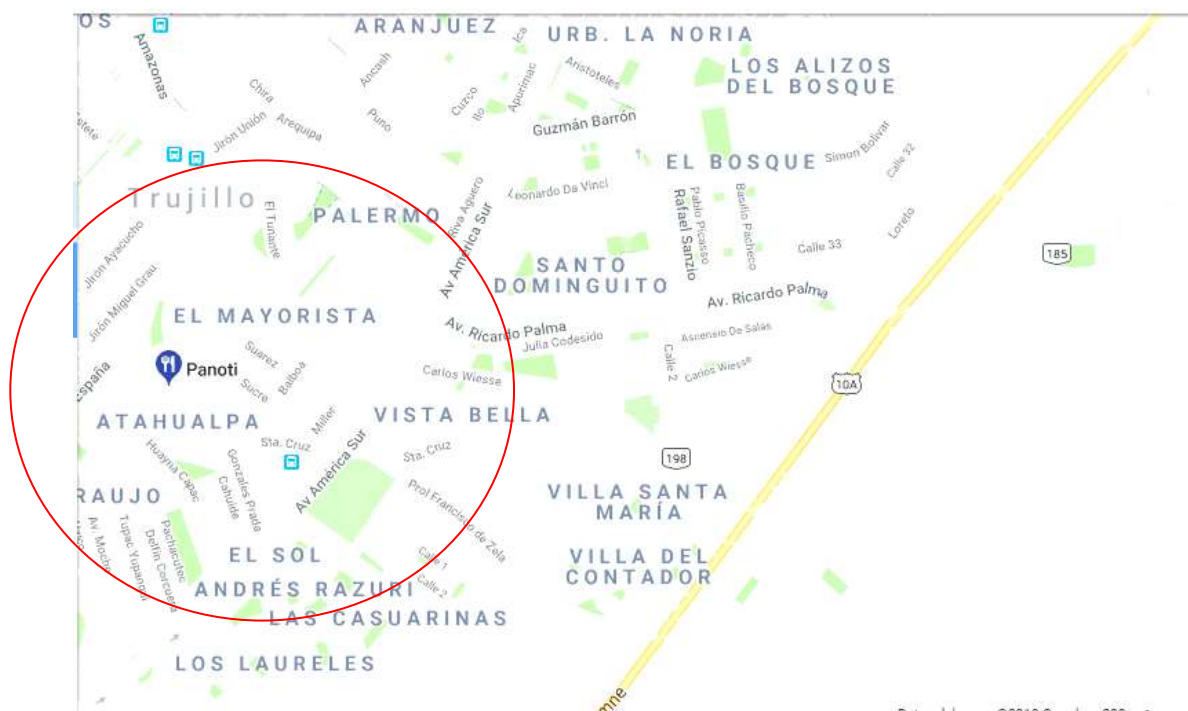 OS
ARANJUEZ
URB. LA NORIA
Ica
Amazonas
Ancash
Aristoteles
LOS ALIZOS
DEL BOSQUE
Chira
Cuzco
Ilo
Apurimac
Puno
Jirón Unión
Arequipa
Guzmán Barrón
Simon Bolivar
Calle 32
EL BOSQUE
Trujillo
El Tunante
PALERMO
Riva Aguero
Leonardo Da Vinci
Pablo Picasso
Rafael Sanzio
Basilio Pacheco
Loreto
Jirón Ayacucho
Av América Sur
Calle 33
185
SANTO
DOMINGUITO
Jirón Miguel Grau
Av. Ricardo Palma
EL MAYORISTA
Av. Ricardo Palma
Julia Codesido
Ascensio De Salas
Suarez
Calle 2
Carlos Wiesse
Panoti
Sucre
Balboa
Carlos Wiesse
10A
España
ATAHUALPA
Miller
VISTA BELLA
Sta. Cruz
Sta. Cruz
Huayna Capac
Gonzales Prada
Cahuide
Av América Sur
198
Prol Francisco de Zela
RAUJO
VILLA SANTA
MARÍA
Av. Moche
Tupac Yupanqui
Pachacutec
Delfin Corcuera
EL SOL
Calle 1
VILLA DEL
CONTADOR
Calle 2
ANDRÉS RAZURI
LAS CASUARINAS
LOS LAURELES